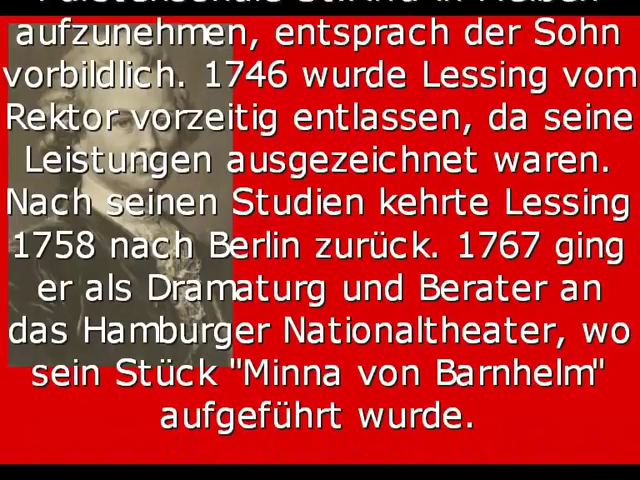 aufzunehmen, entsprach der Sohn
vorbildlich. 1746 wurde Lessing vom
Rektor vorzeitig entlassen, da seine
Leistungen ausgezeichnet waren.
Nach seinen Studien kehrte Lessing
1758 nach Berlin zurück. 1767 ging
er als Dramaturg und Berater an
das Hamburger Nationaltheater, wo
sein Stück "Minna von Barnhelm"
aufgeführt wurde.